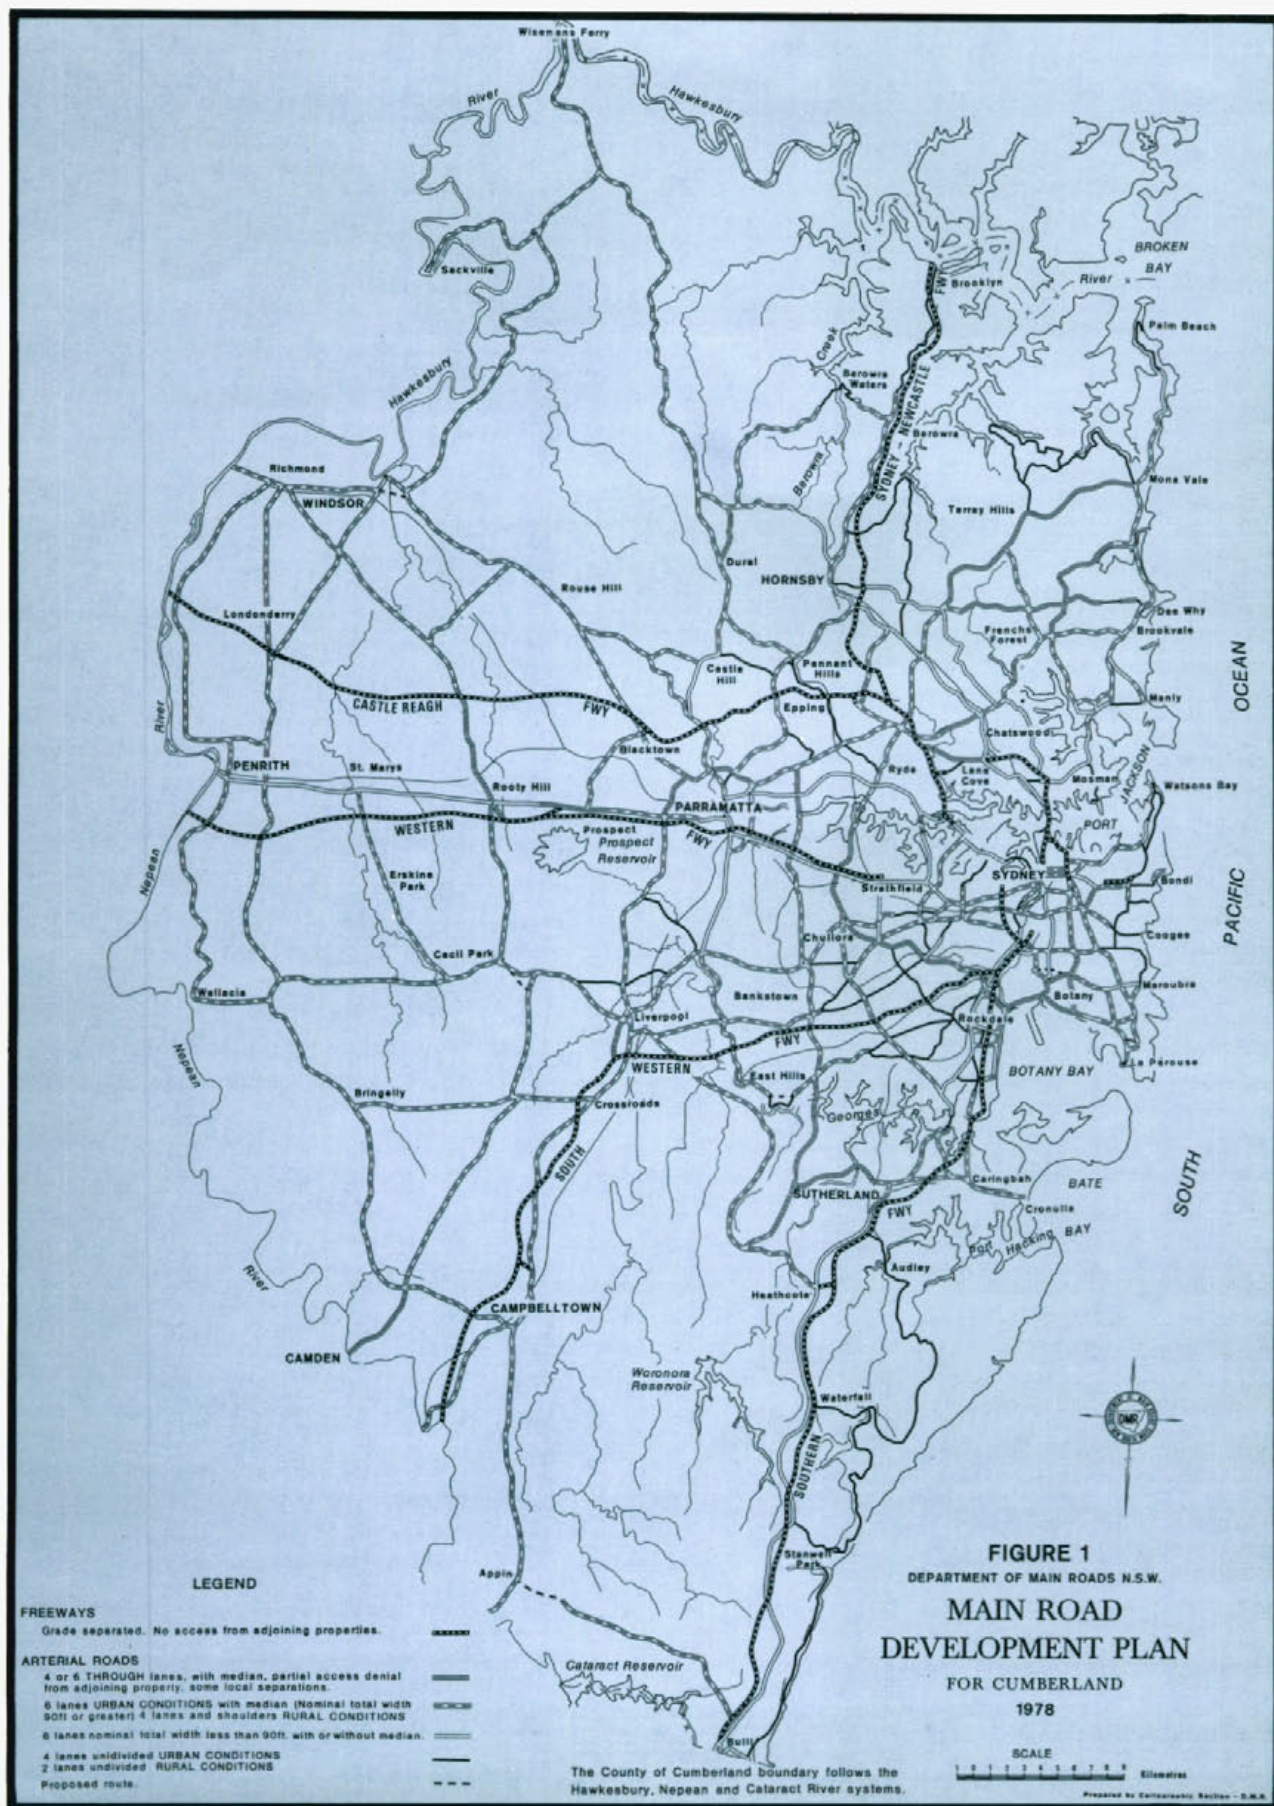 Wisemans Ferry
River
Hawkesbury
BROKEN
BAY
Sackville
FWY
Brooklyn
River
Palm Beach
Creek
Hawkesbury
Berowra
Waters
SYDNEY - NEWCASTLE
Berowra
Richmond
Berowra
Mona Vale
WINDSOR
Terrey Hills
Dural
HORNSBY
Rouse Hill
Londonderry
Dee Why
Frenchs
Forest
Brookvale
OCEAN
Castle
Hill
Pennant
Hills
Manly
CASTLE REAGH
FWY
Epping
River
Chatswood
Blacktown
PENRITH
St. Marys
Ryde
Lane
Cove
Mosman
JACKSON
Watsons Bay
Rooty Hill
PARRAMATTA
PORT
WESTERN
Prospect
Prospect
Reservoir
FWY
Nepean
Erskine
Park
Strathfield
SYDNEY
Bondi
PACIFIC
Chullora
Coogee
Cecil Park
Wallacia
Bankstown
Botany
Maroubra
Liverpool
Rockdale
Nepean
FWY
WESTERN
La Perouse
East Hills
BOTANY BAY
Bringelly
Crossroads
Georges
SOUTH
SOUTH
Caringbah
BATE
SUTHERLAND
Cronulla
FWY
Port Hacking
BAY
River
Audley
Heathcote
CAMPBELLTOWN
CAMDEN
Woronora
Reservoir
Waterfall
DMR
SOUTHERN
Stanwell
Park
FIGURE 1
DEPARTMENT OF MAIN ROADS N.S.W.
MAIN ROAD
DEVELOPMENT PLAN
FOR CUMBERLAND
1978
Appin
LEGEND
FREEWAYS
Grade separated. No access from adjoining properties.
ARTERIAL ROADS
4 or 6 THROUGH lanes, with median, partial access denial
from adjoining property, some local separations.
6 lanes URBAN CONDITIONS with median (Nominal total width
90ft or greater) 4 lanes and shoulders RURAL CONDITIONS
6 lanes nominal total width less than 90ft. with or without median.
4 lanes unidivided URBAN CONDITIONS
2 lanes undivided RURAL CONDITIONS
Proposed route.
Cataract Reservoir
Bulli
The County of Cumberland boundary follows the
Hawkesbury, Nepean and Cataract River systems.
SCALE
Kilometres
Prepared by Cartographic Section - D.M.R.